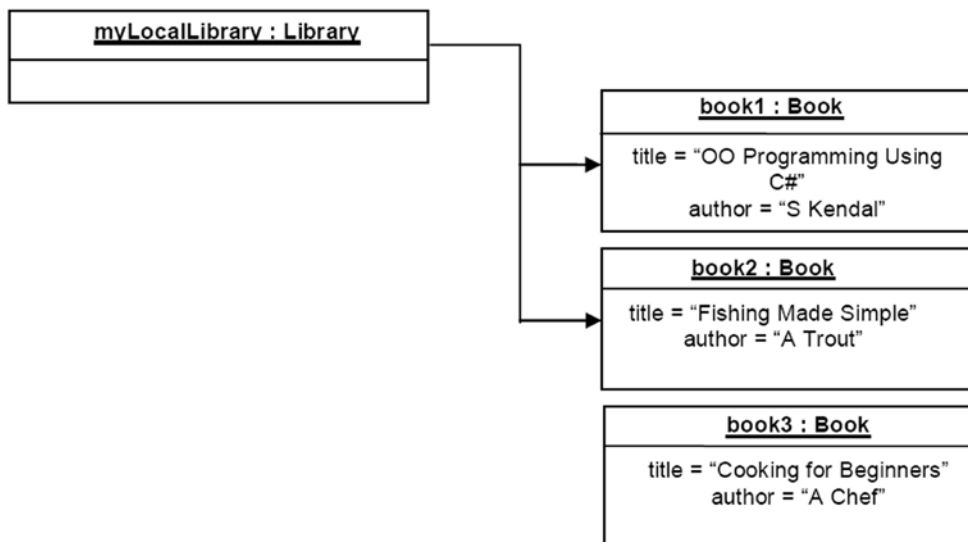 myLocalLibrary : Library
book1 : Book
title = “OO Programming Using
C#”
author = “S Kendal”
book2 : Book
title = “Fishing Made Simple”
author = “A Trout”
book3 : Book
title = “Cooking for Beginners”
author = “A Chef”